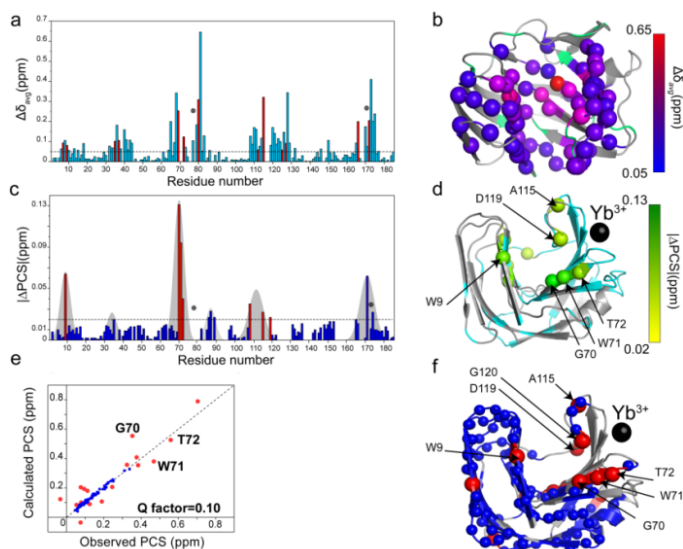 a
Δδavg(ppm)
0.7
0.6
0.5
0.4
0.3
0.2
0.1
0
10 20 30 40 50 60 70 80 90 100 110 120 130 140 150 160 170 180
Residue number
b
0.65
Δδavg(ppm)
0.05
c
|ΔPCS|(ppm)
0.13
0.09
0.05
0.01
0
10 20 30 40 50 60 70 80 90 100 110 120 130 140 150 160 170 180
Residue number
d
A115
D119
Yb³⁺
W9
T72
W71
G70
0.13
|ΔPCS|(ppm)
0.02
e
Calculated PCS (ppm)
0.8
0.6
0.4
0.2
0
G70
T72
W71
Q factor=0.10
0 0.2 0.4 0.6 0.8
Observed PCS (ppm)
f
G120
D119
A115
Yb³⁺
W9
T72
W71
G70